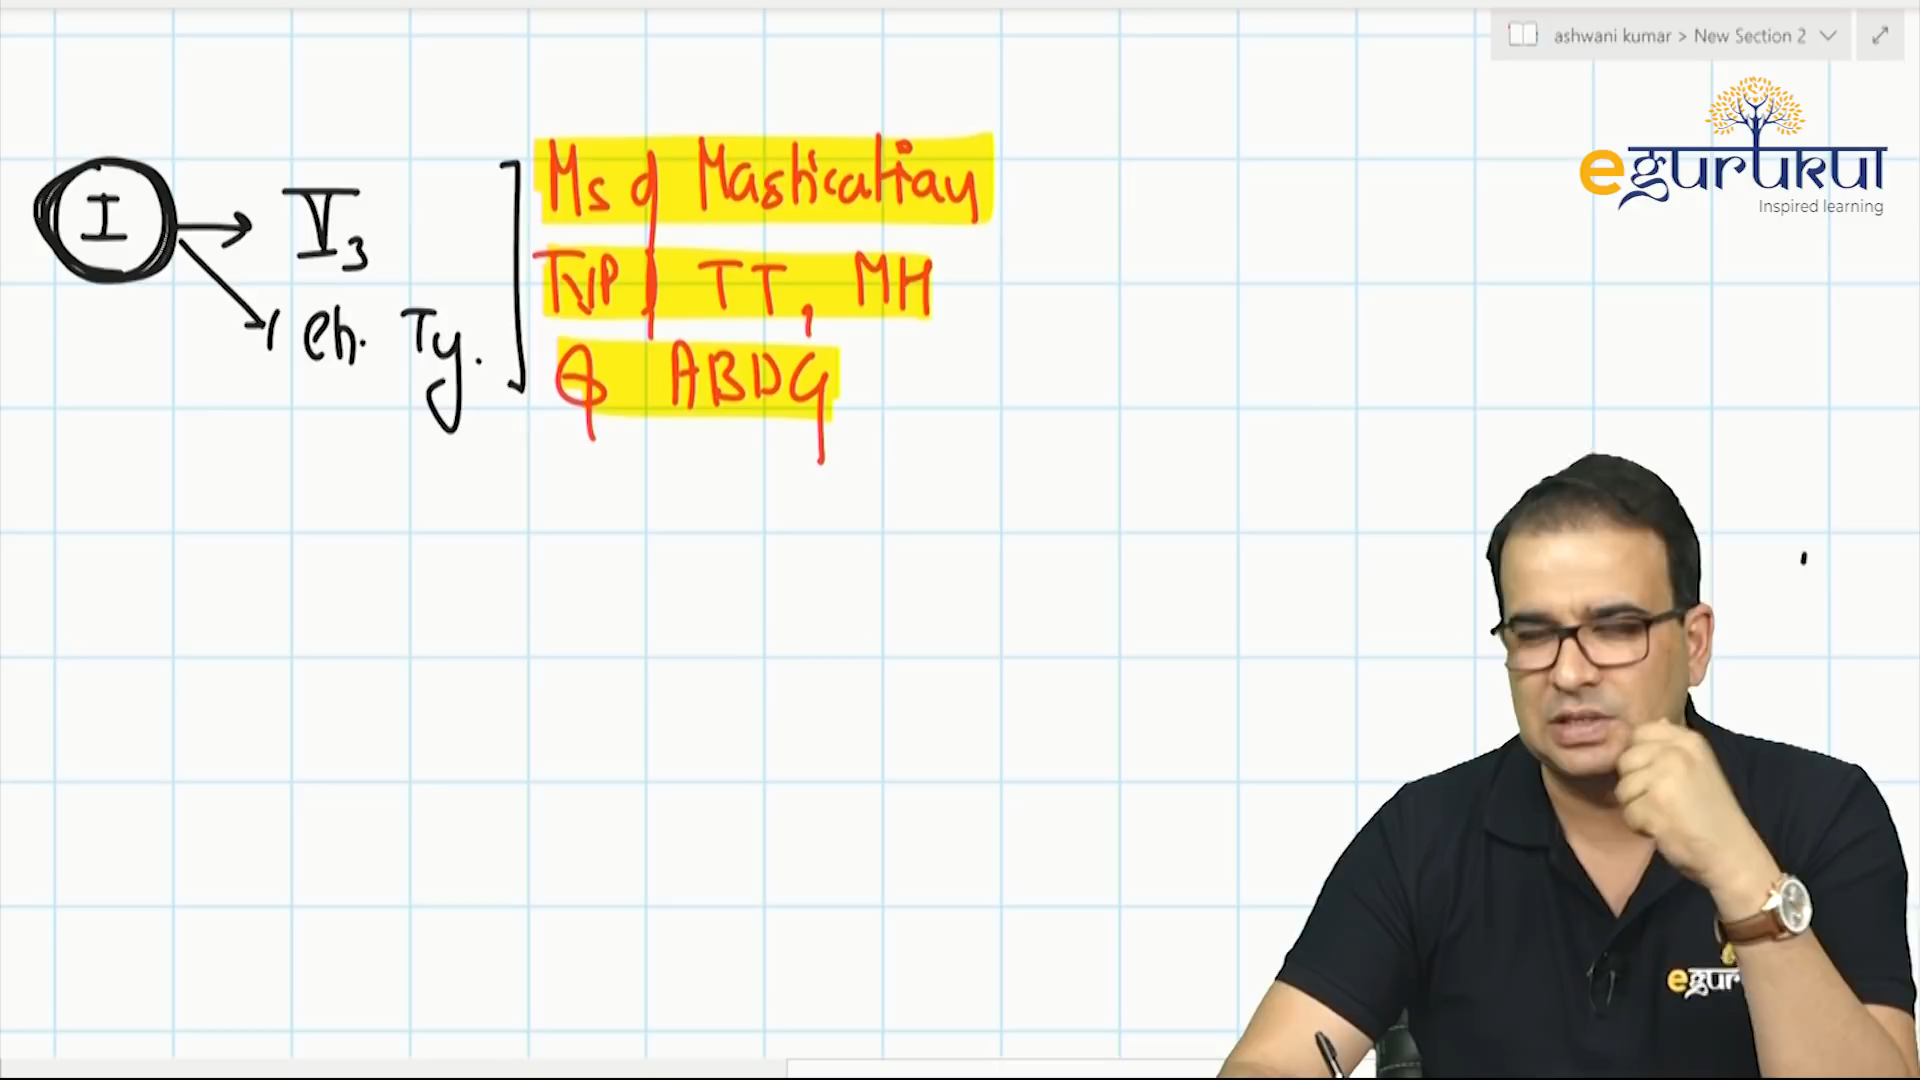 ashwani kumar > New Section 2
egurukul
Inspired learning
I
V3
Ch. Ty.
Ms of Mastication
TVP TT, MH
ABDG
egur